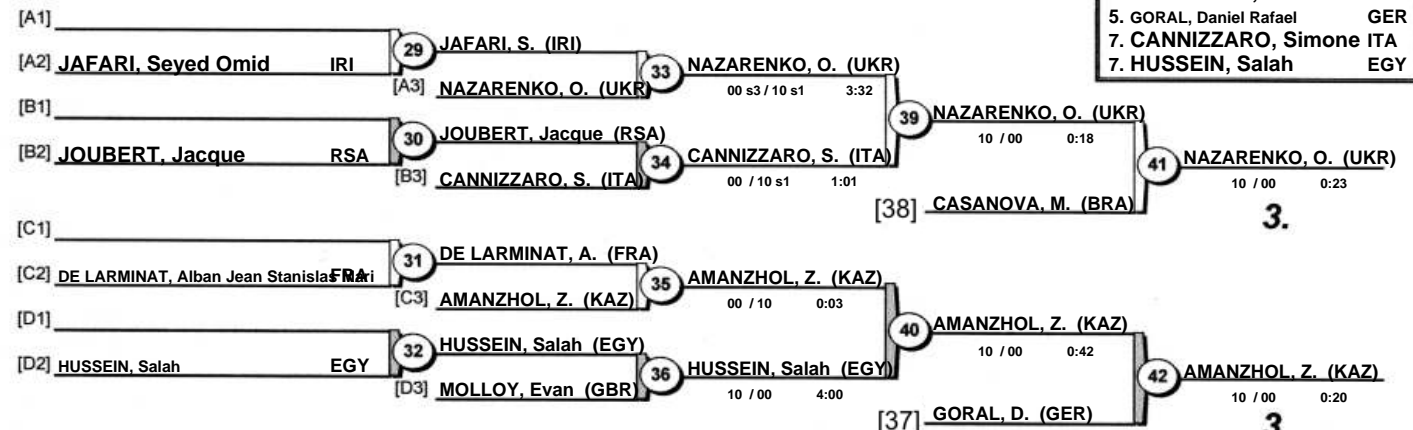 5. GORAL, Daniel Rafael GER
7. CANNIZZARO, Simone ITA
7. HUSSEIN, Salah EGY
[A1]
[A2] JAFARI, Seyed Omid IRI
29
JAFARI, S. (IRI)
[A3] NAZARENKO, O. (UKR)
33
NAZARENKO, O. (UKR)
00 s3 / 10 s1 3:32
[B1]
[B2] JOUBERT, Jacque RSA
30
JOUBERT, Jacque (RSA)
[B3] CANNIZZARO, S. (ITA)
34
CANNIZZARO, S. (ITA)
00 / 10 s1 1:01
39
NAZARENKO, O. (UKR)
10 / 00 0:18
[38] CASANOVA, M. (BRA)
41
NAZARENKO, O. (UKR)
10 / 00 0:23
3.
[C1]
[C2] DE LARMINAT, Alban Jean Stanislas Mari FRA
31
DE LARMINAT, A. (FRA)
[C3] AMANZHOL, Z. (KAZ)
35
AMANZHOL, Z. (KAZ)
00 / 10 0:03
[D1]
[D2] HUSSEIN, Salah EGY
32
HUSSEIN, Salah (EGY)
[D3] MOLLOY, Evan (GBR)
36
HUSSEIN, Salah (EGY)
10 / 00 4:00
40
AMANZHOL, Z. (KAZ)
10 / 00 0:42
[37] GORAL, D. (GER)
42
AMANZHOL, Z. (KAZ)
10 / 00 0:20
3